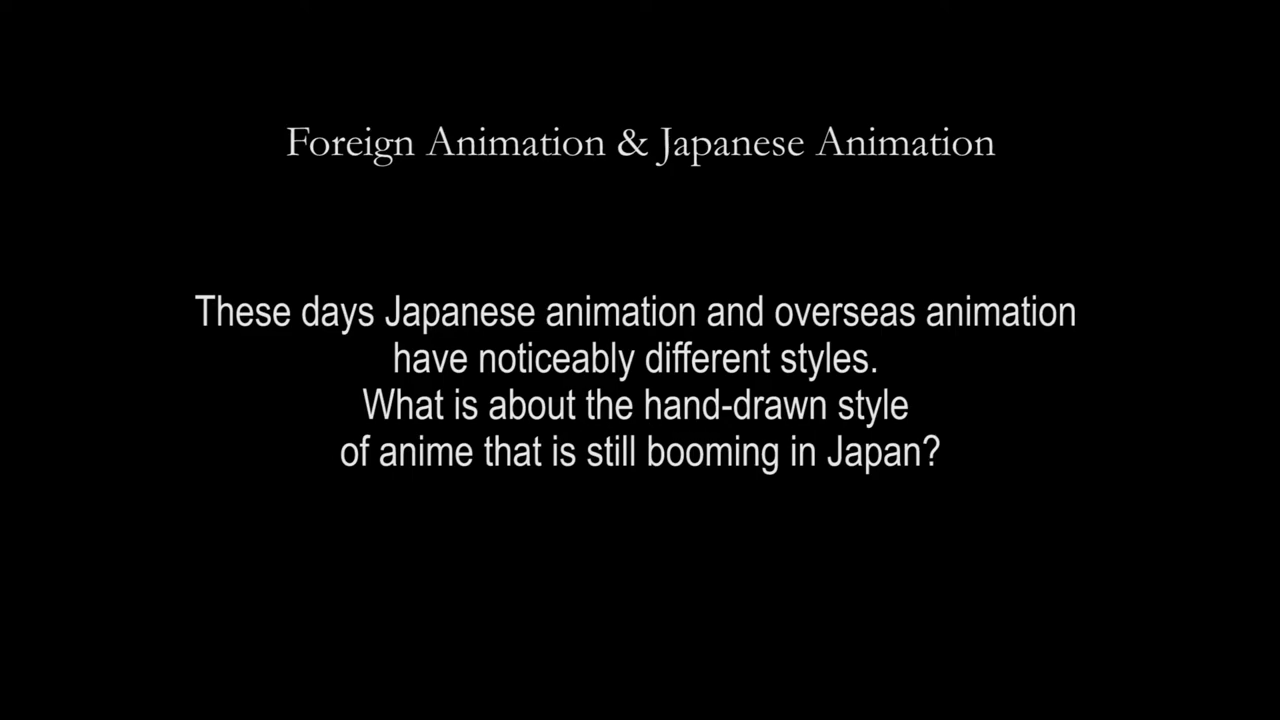 Foreign Animation & Japanese Animation
These days Japanese animation and overseas animation
have noticeably different styles.
What is about the hand-drawn style
of anime that is still booming in Japan?